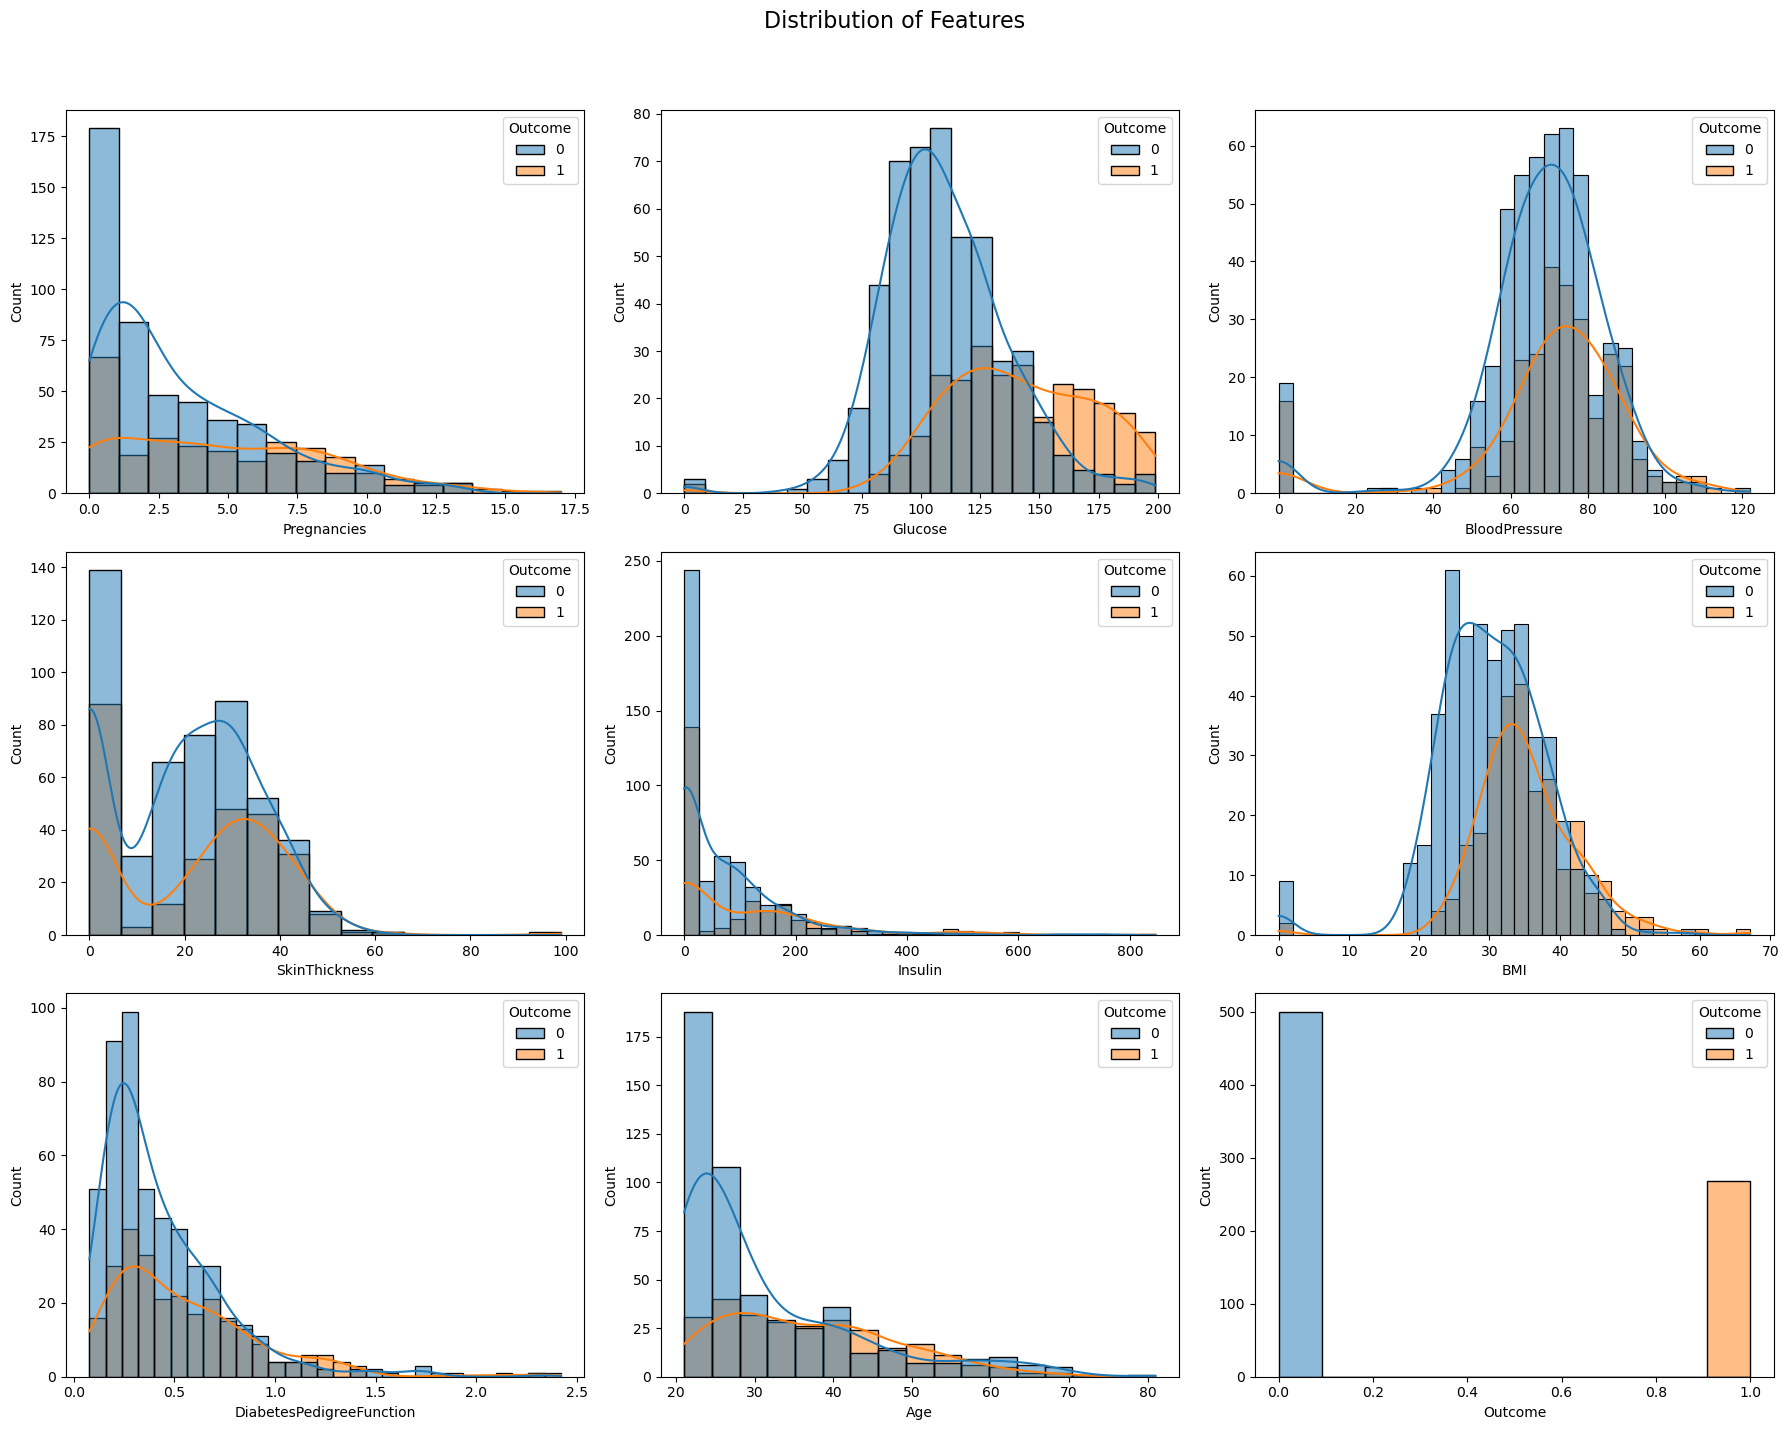 Distribution of Features
Outcome
0
1
175
150
125
100
75
50
25
0
Count
0.0 2.5 5.0 7.5 10.0 12.5 15.0 17.5
Pregnancies
Outcome
0
1
80
70
60
50
40
30
20
10
0
Count
0 25 50 75 100 125 150 175 200
Glucose
Outcome
0
1
60
50
40
30
20
10
0
Count
0 20 40 60 80 100 120
BloodPressure
Outcome
0
1
140
120
100
80
60
40
20
0
Count
0 20 40 60 80 100
SkinThickness
Outcome
0
1
250
200
150
100
50
0
Count
0 200 400 600 800
Insulin
Outcome
0
1
60
50
40
30
20
10
0
Count
0 10 20 30 40 50 60 70
BMI
Outcome
0
1
100
80
60
40
20
0
Count
0.0 0.5 1.0 1.5 2.0 2.5
DiabetesPedigreeFunction
Outcome
0
1
175
150
125
100
75
50
25
0
Count
20 30 40 50 60 70 80
Age
Outcome
0
1
500
400
300
200
100
0
Count
0.0 0.2 0.4 0.6 0.8 1.0
Outcome